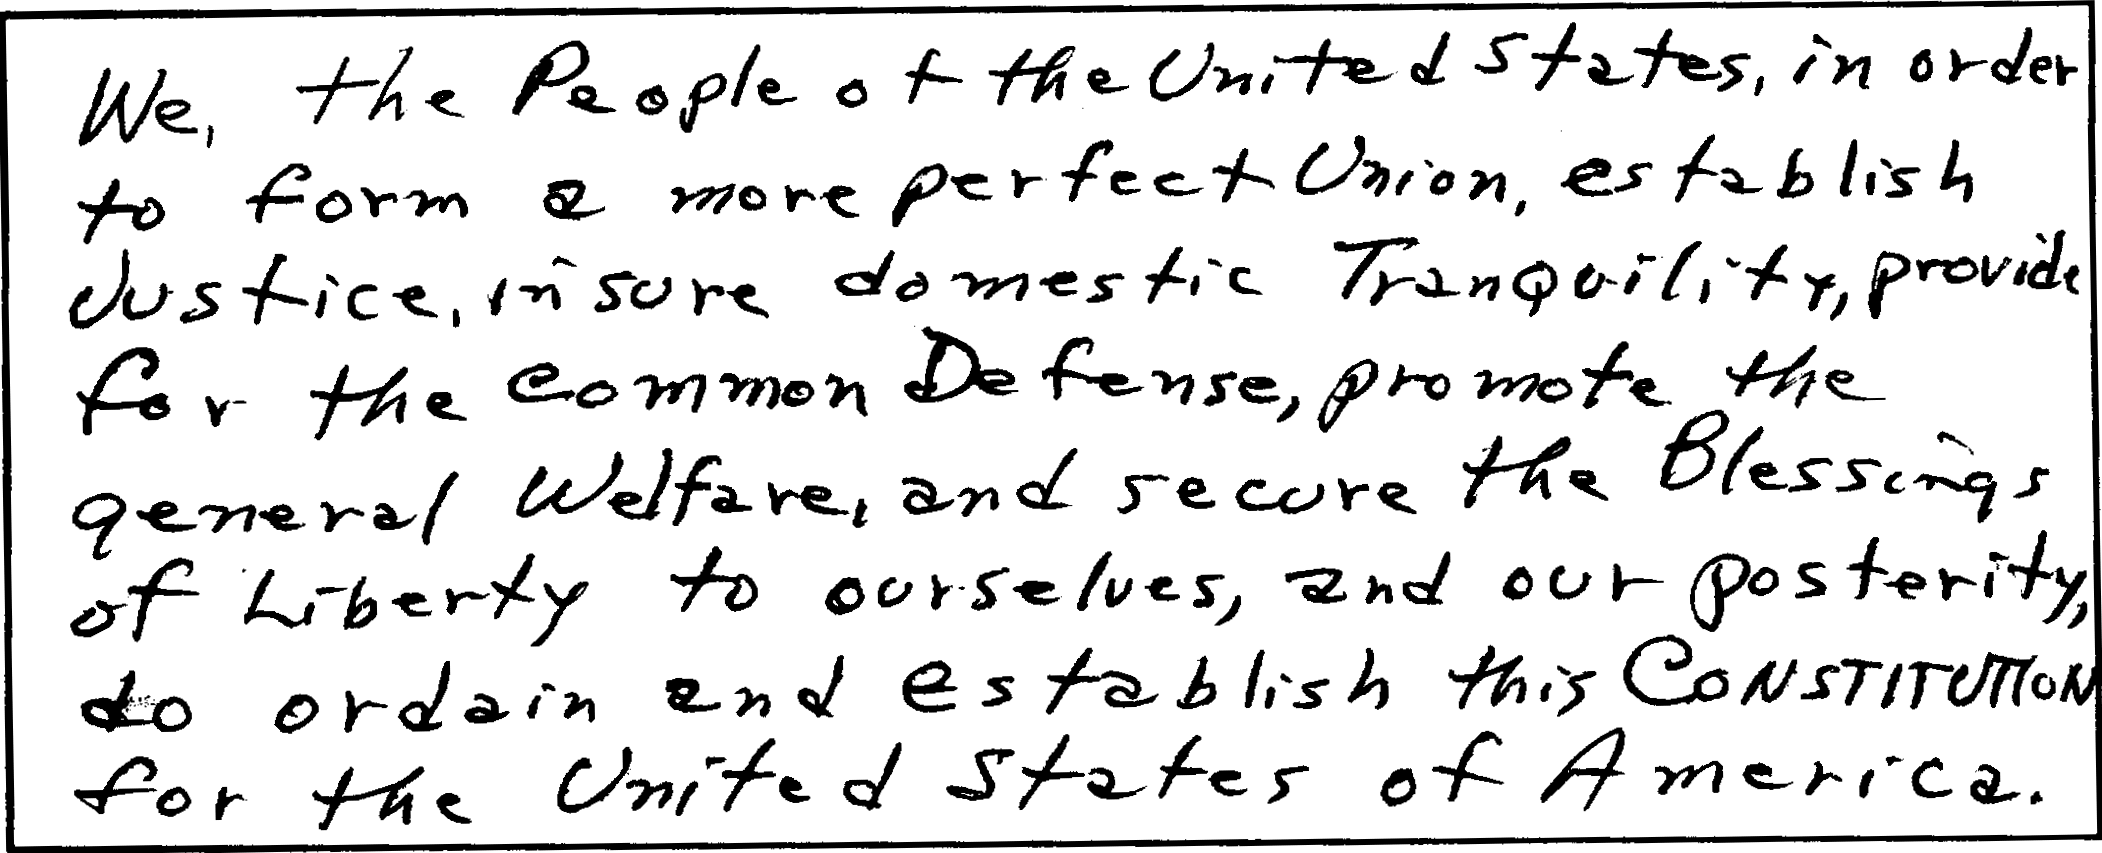 We, the People of the United States, in order
to form a more perfect Union, establish
Justice, insure domestic Tranquility, provide
for the common Defense, promote the
general Welfare, and secure the Blessings
of Liberty to ourselves, and our posterity,
do ordain and establish this CONSTITUTION
for the United States of America.